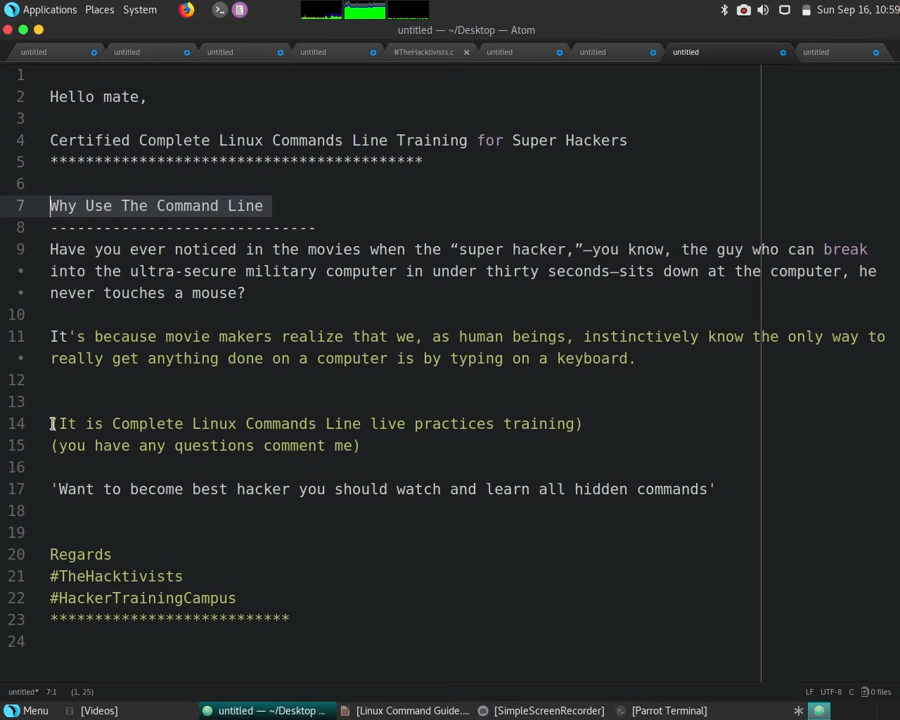 Applications Places System Sun Sep 16, 10:59
untitled — ~/Desktop — Atom
untitled untitled untitled untitled #TheHacktivists.c untitled untitled untitled untitled
1
2 Hello mate,
3
4 Certified Complete Linux Commands Line Training for Super Hackers
5 ******************************************
6
7 Why Use The Command Line
8 ------------------------------
9 Have you ever noticed in the movies when the “super hacker,”—you know, the guy who can break
• into the ultra-secure military computer in under thirty seconds—sits down at the computer, he
• never touches a mouse?
10
11 It's because movie makers realize that we, as human beings, instinctively know the only way to
• really get anything done on a computer is by typing on a keyboard.
12
13
14 (It is Complete Linux Commands Line live practices training)
15 (you have any questions comment me)
16
17 'Want to become best hacker you should watch and learn all hidden commands'
18
19
20 Regards
21 #TheHacktivists
22 #HackerTrainingCampus
23 ***************************
24
untitled* 7:1 (1, 25) LF UTF-8 C 0 files
Menu [Videos] untitled — ~/Desktop ... [Linux Command Guide.... [SimpleScreenRecorder] [Parrot Terminal]